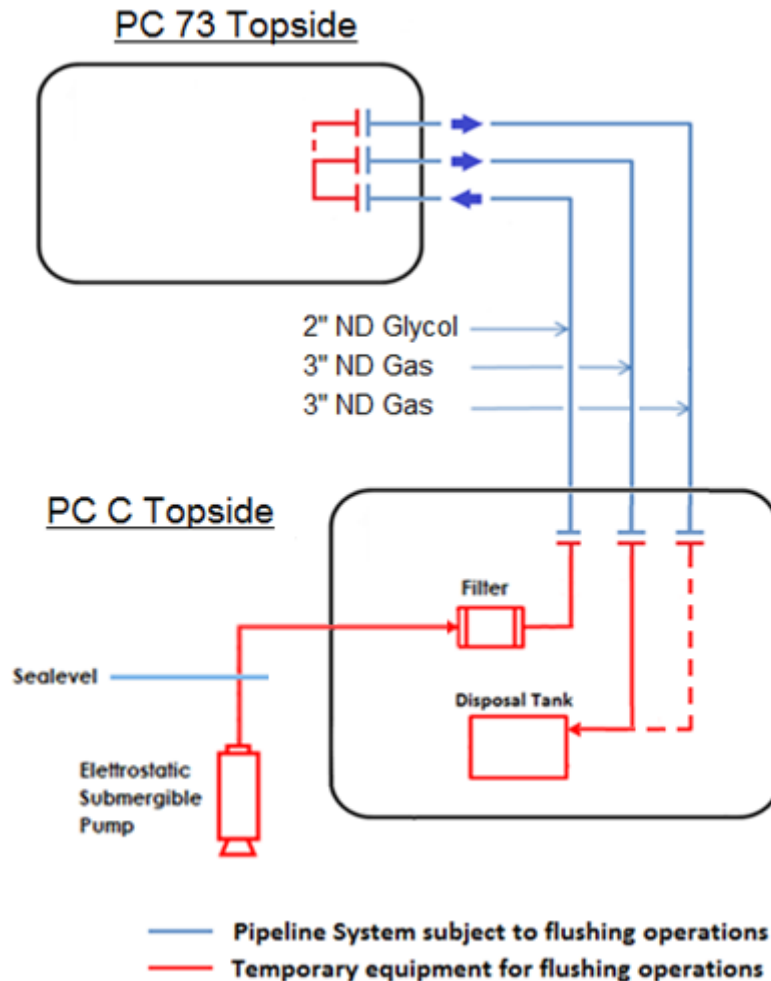 PC 73 Topside
2" ND Glycol
3" ND Gas
3" ND Gas
PC C Topside
Filter
Sealevel
Disposal Tank
Elettrostatic
Submergible
Pump
Pipeline System subject to flushing operations
Temporary equipment for flushing operations